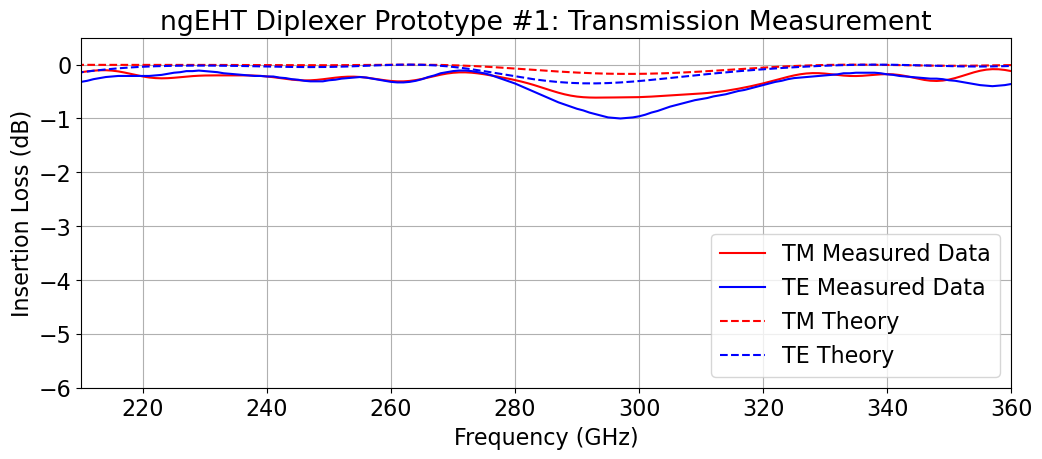 ngEHT Diplexer Prototype #1: Transmission Measurement
Insertion Loss (dB)
0
−1
−2
−3
−4
−5
−6
TM Measured Data
TE Measured Data
TM Theory
TE Theory
220 240 260 280 300 320 340 360
Frequency (GHz)